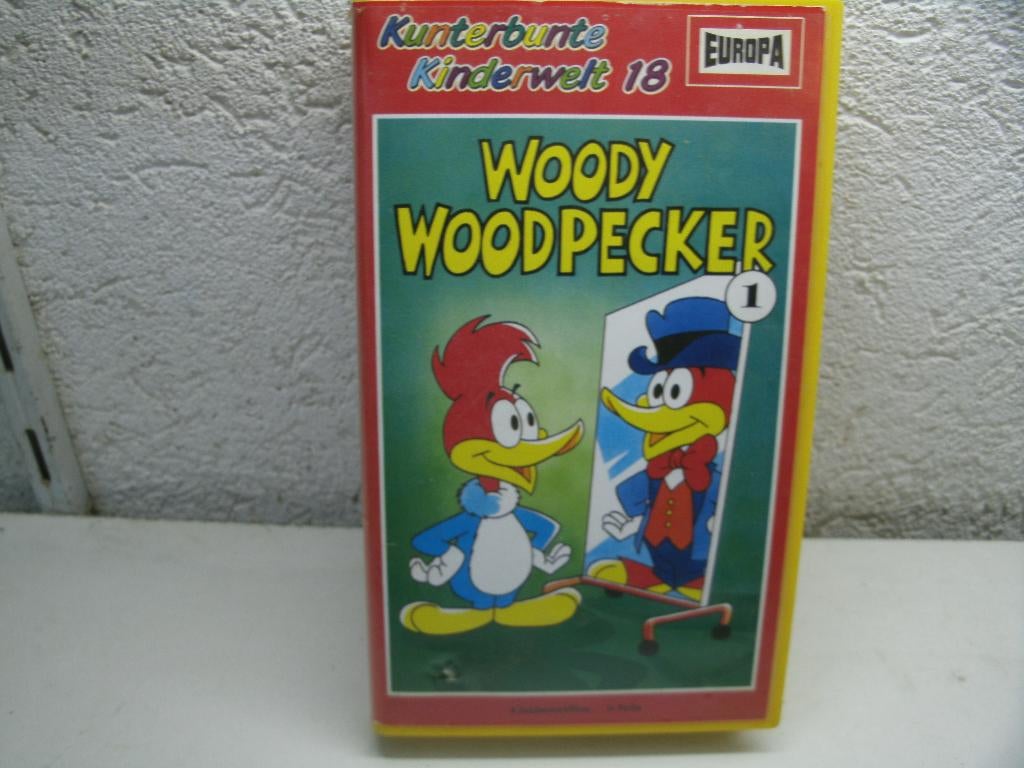 Kunterbunte
Kinderwelt 18
EUROPA
WOODY
WOODPECKER
1